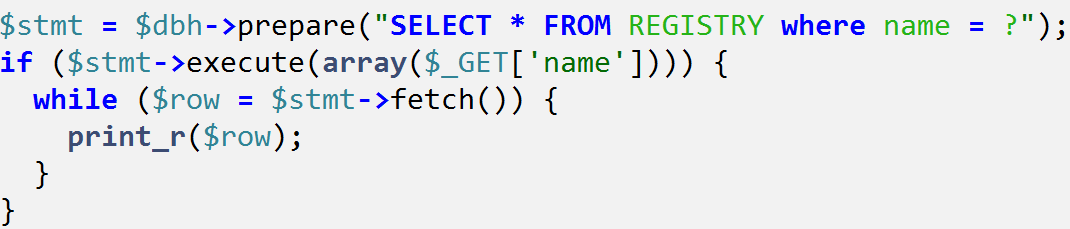 $stmt = $dbh->prepare("SELECT * FROM REGISTRY where name = ?");
if ($stmt->execute(array($_GET['name']))) {
  while ($row = $stmt->fetch()) {
    print_r($row);
  }
}